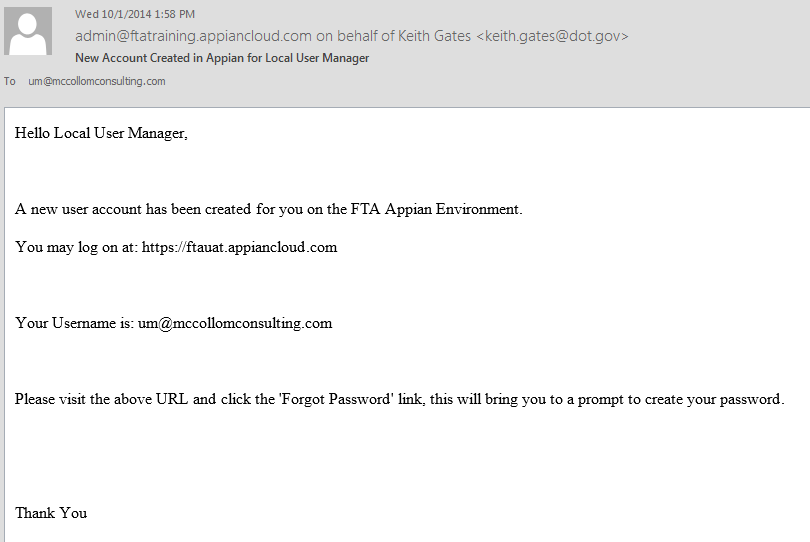 Wed 10/1/2014 1:58 PM
admin@ftatraining.appiancloud.com on behalf of Keith Gates <keith.gates@dot.gov>
New Account Created in Appian for Local User Manager
To um@mccollomconsulting.com
Hello Local User Manager,
A new user account has been created for you on the FTA Appian Environment.
You may log on at: https://ftauat.appiancloud.com
Your Username is: um@mccollomconsulting.com
Please visit the above URL and click the 'Forgot Password' link, this will bring you to a prompt to create your password.
Thank You